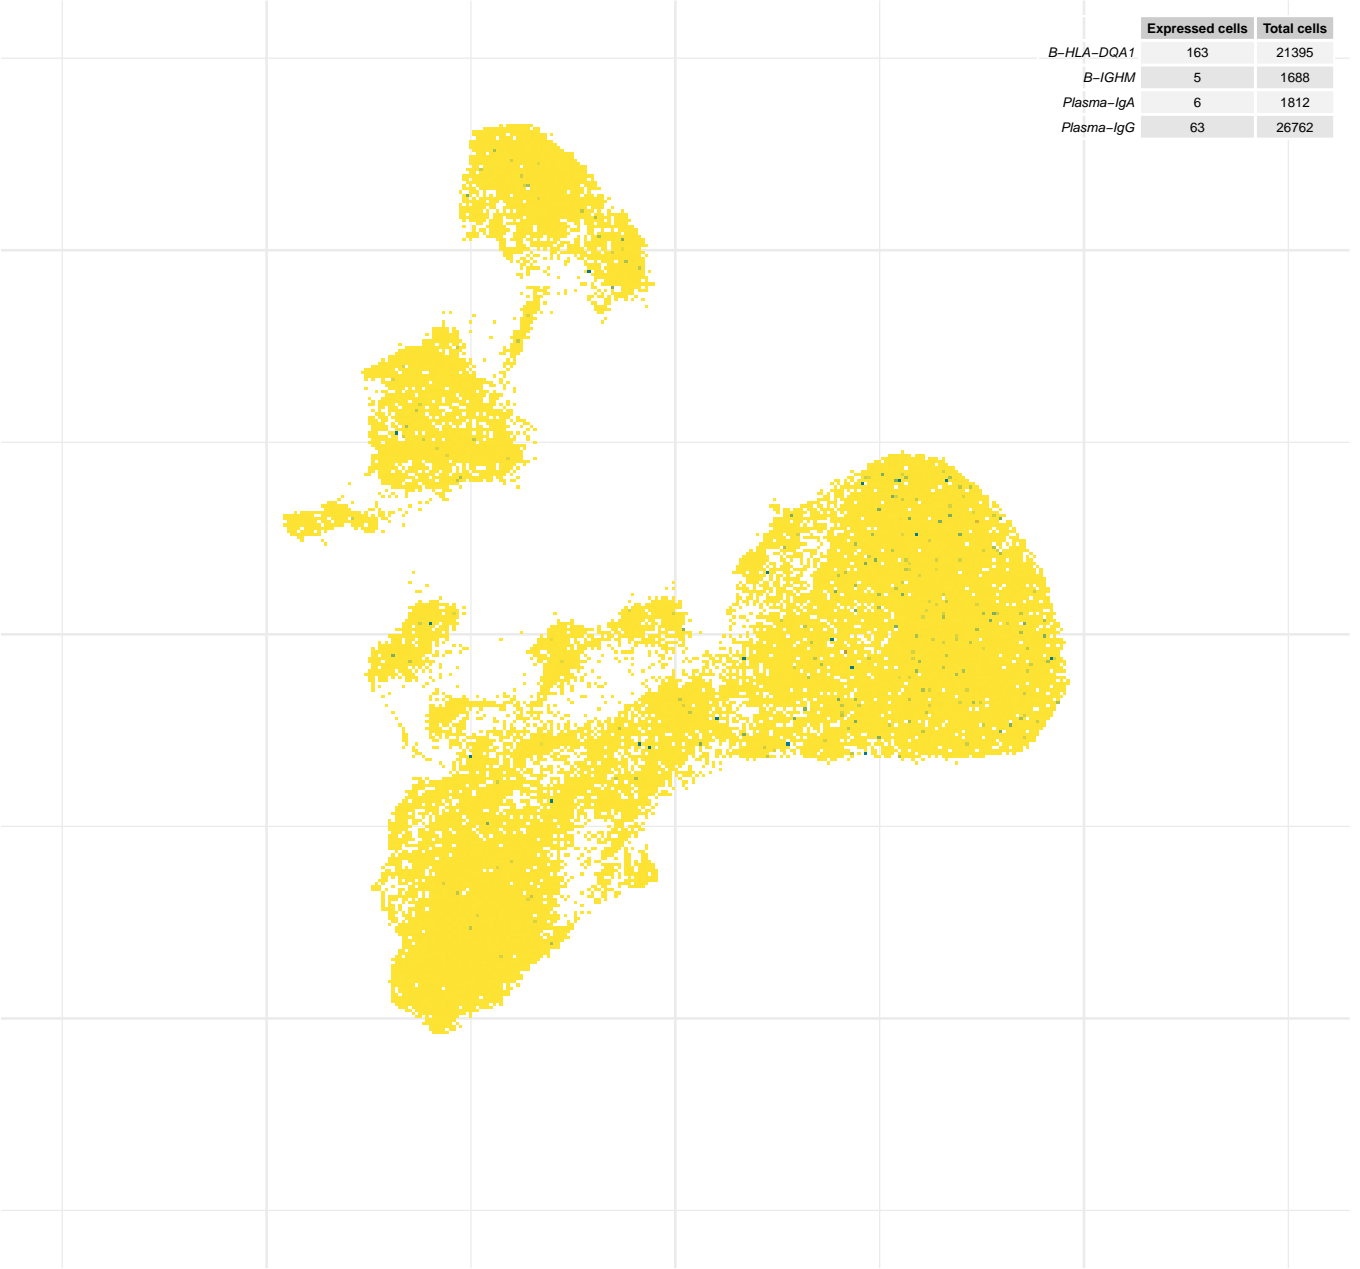 Expressed cells Total cells
B−HLA−DQA1 163 21395
B−IGHM 5 1688
Plasma−IgA 6 1812
Plasma−IgG 63 26762